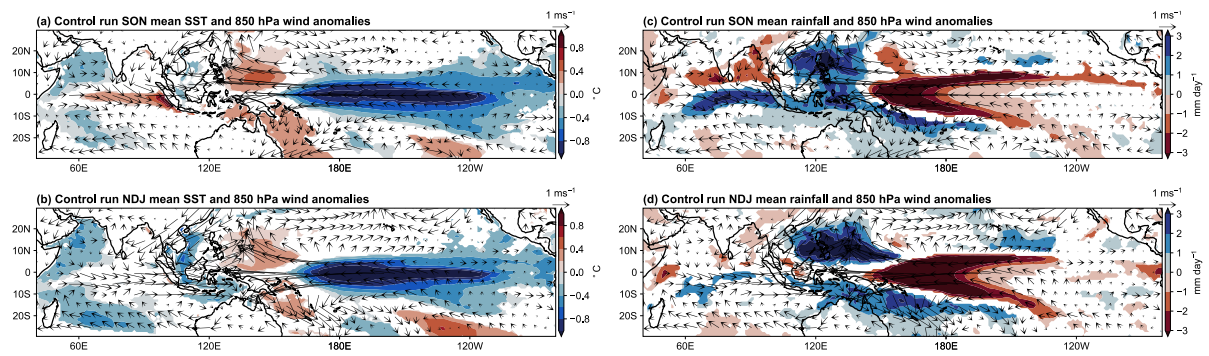 (a) Control run SON mean SST and 850 hPa wind anomalies
1 ms⁻¹
20N
10N
0
10S
20S
60E
120E
180E
120W
0.8
0.4
0.0
−0.4
−0.8
° C
(b) Control run NDJ mean SST and 850 hPa wind anomalies
1 ms⁻¹
20N
10N
0
10S
20S
60E
120E
180E
120W
0.8
0.4
0.0
−0.4
−0.8
° C
(c) Control run SON mean rainfall and 850 hPa wind anomalies
1 ms⁻¹
20N
10N
0
10S
20S
60E
120E
180E
120W
3
2
1
0
−1
−2
−3
mm day⁻¹
(d) Control run NDJ mean rainfall and 850 hPa wind anomalies
1 ms⁻¹
20N
10N
0
10S
20S
60E
120E
180E
120W
3
2
1
0
−1
−2
−3
mm day⁻¹